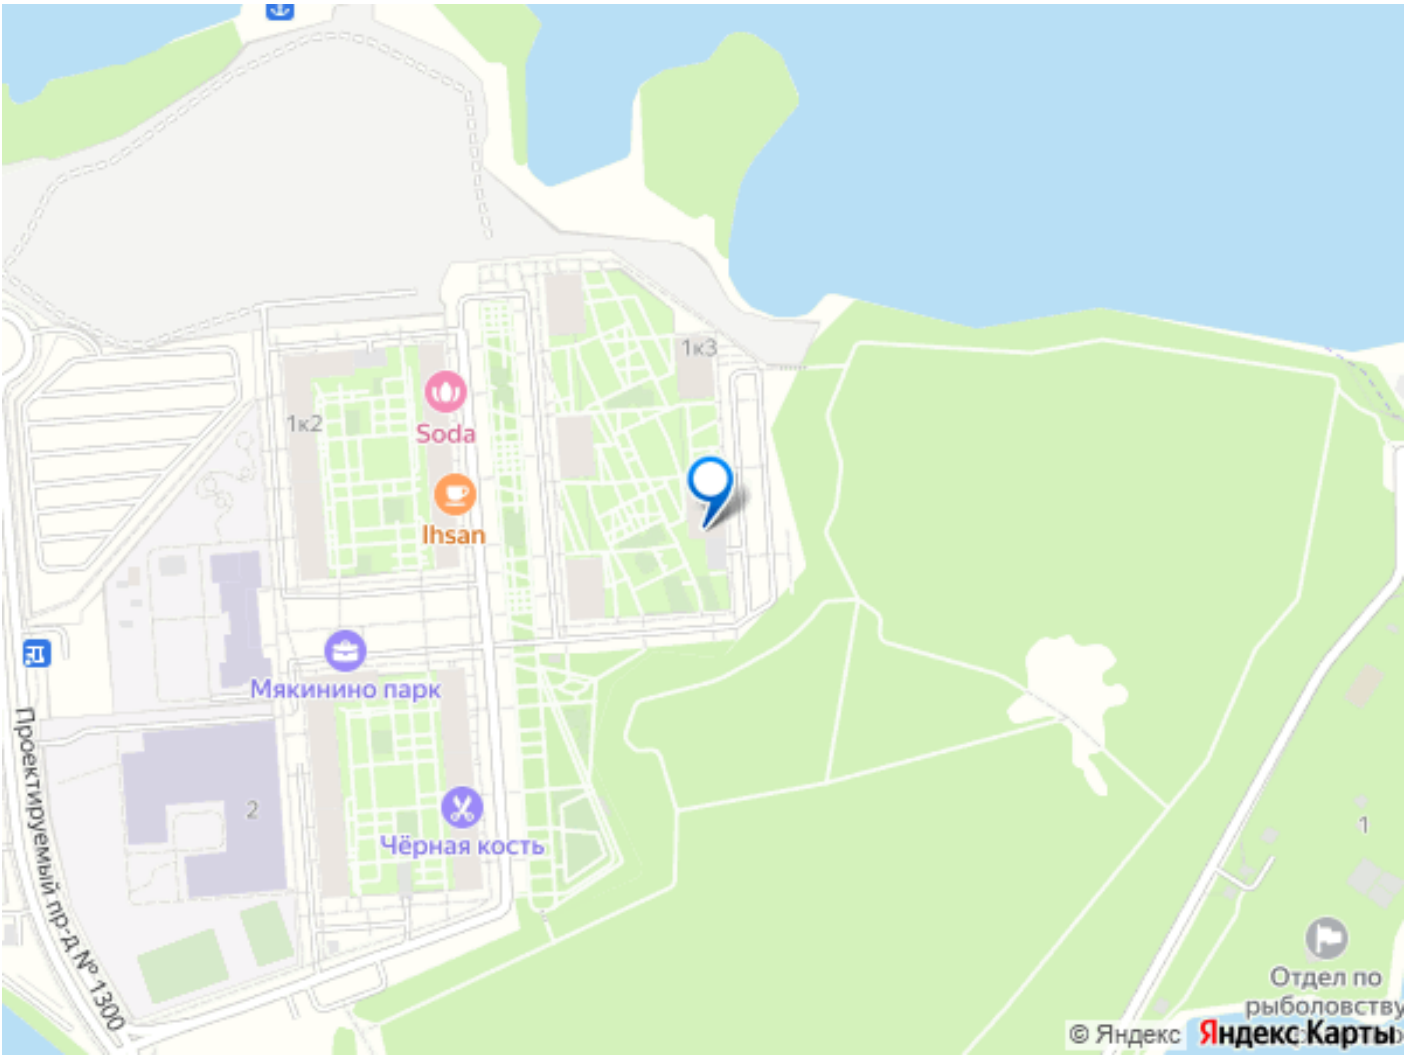 1к3
1к2
Soda
Ihsan
Мякинино парк
Проектируемый пр-д № 1300
2
Чёрная кость
1
Отдел по
рыболовству
© Яндекс Яндекс Карты